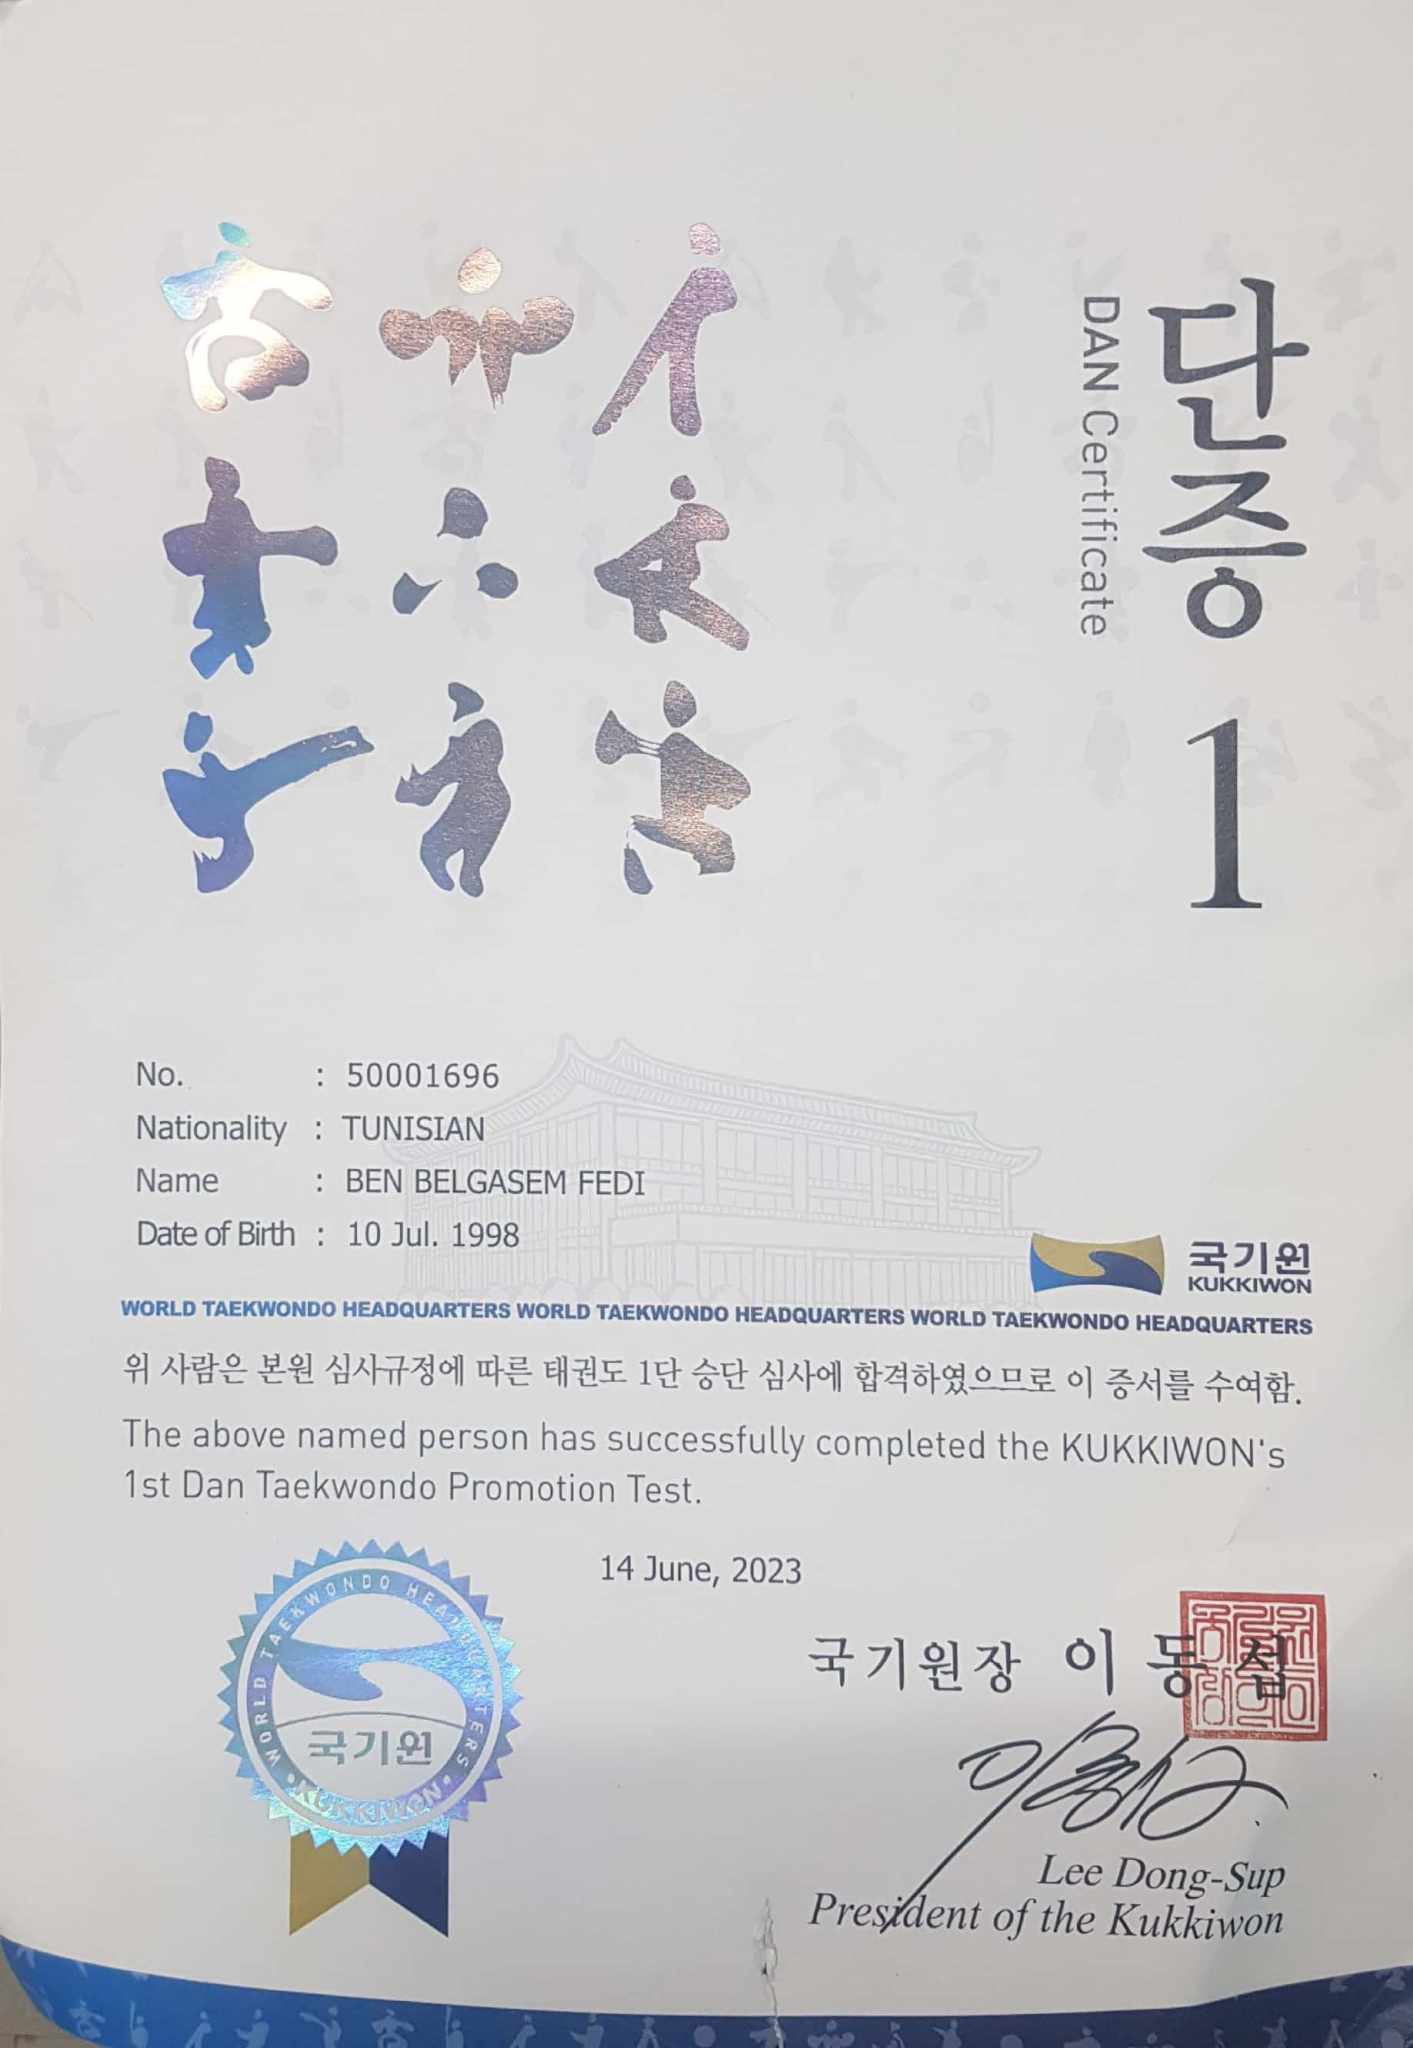 단증 1
DAN Certificate
No. : 50001696
Nationality : TUNISIAN
Name : BEN BELGASEM FEDI
Date of Birth : 10 Jul. 1998
국기원
KUKKIWON
WORLD TAEKWONDO HEADQUARTERS WORLD TAEKWONDO HEADQUARTERS WORLD TAEKWONDO HEADQUARTERS
위 사람은 본원 심사규정에 따른 태권도 1단 승단 심사에 합격하였으므로 이 증서를 수여함.
The above named person has successfully completed the KUKKIWON's
1st Dan Taekwondo Promotion Test.
14 June, 2023
WORLD TAEKWONDO HEADQUARTERS
국기원
•KUKKIWON•
국기원장 이동섭
Lee Dong-Sup
President of the Kukkiwon